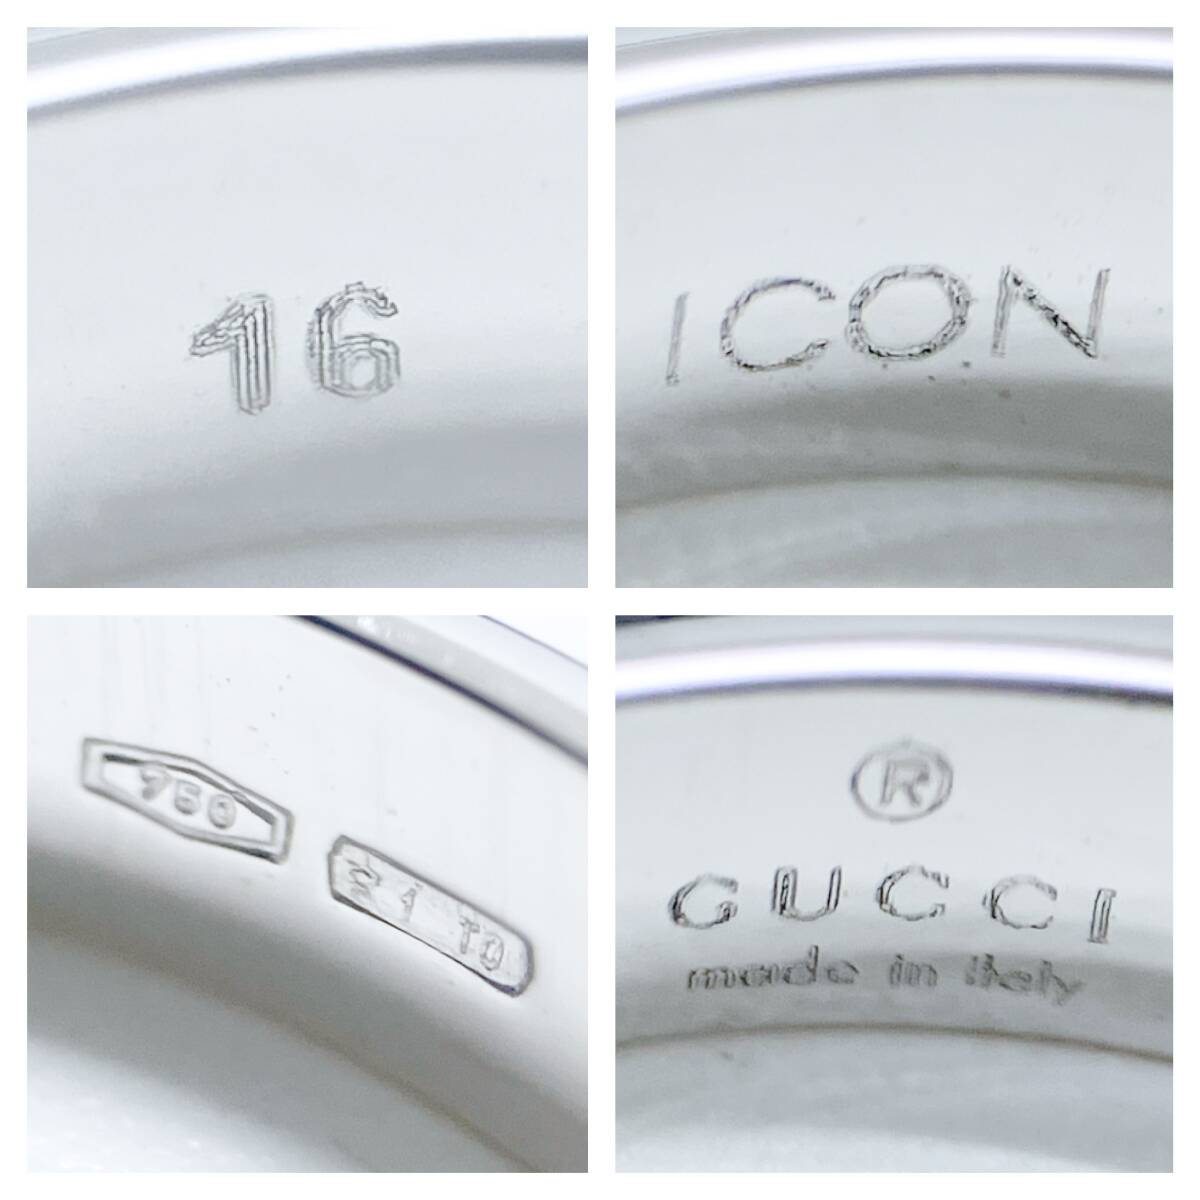 16
ICON
750
21 TO
®
GUCCI
made in Italy